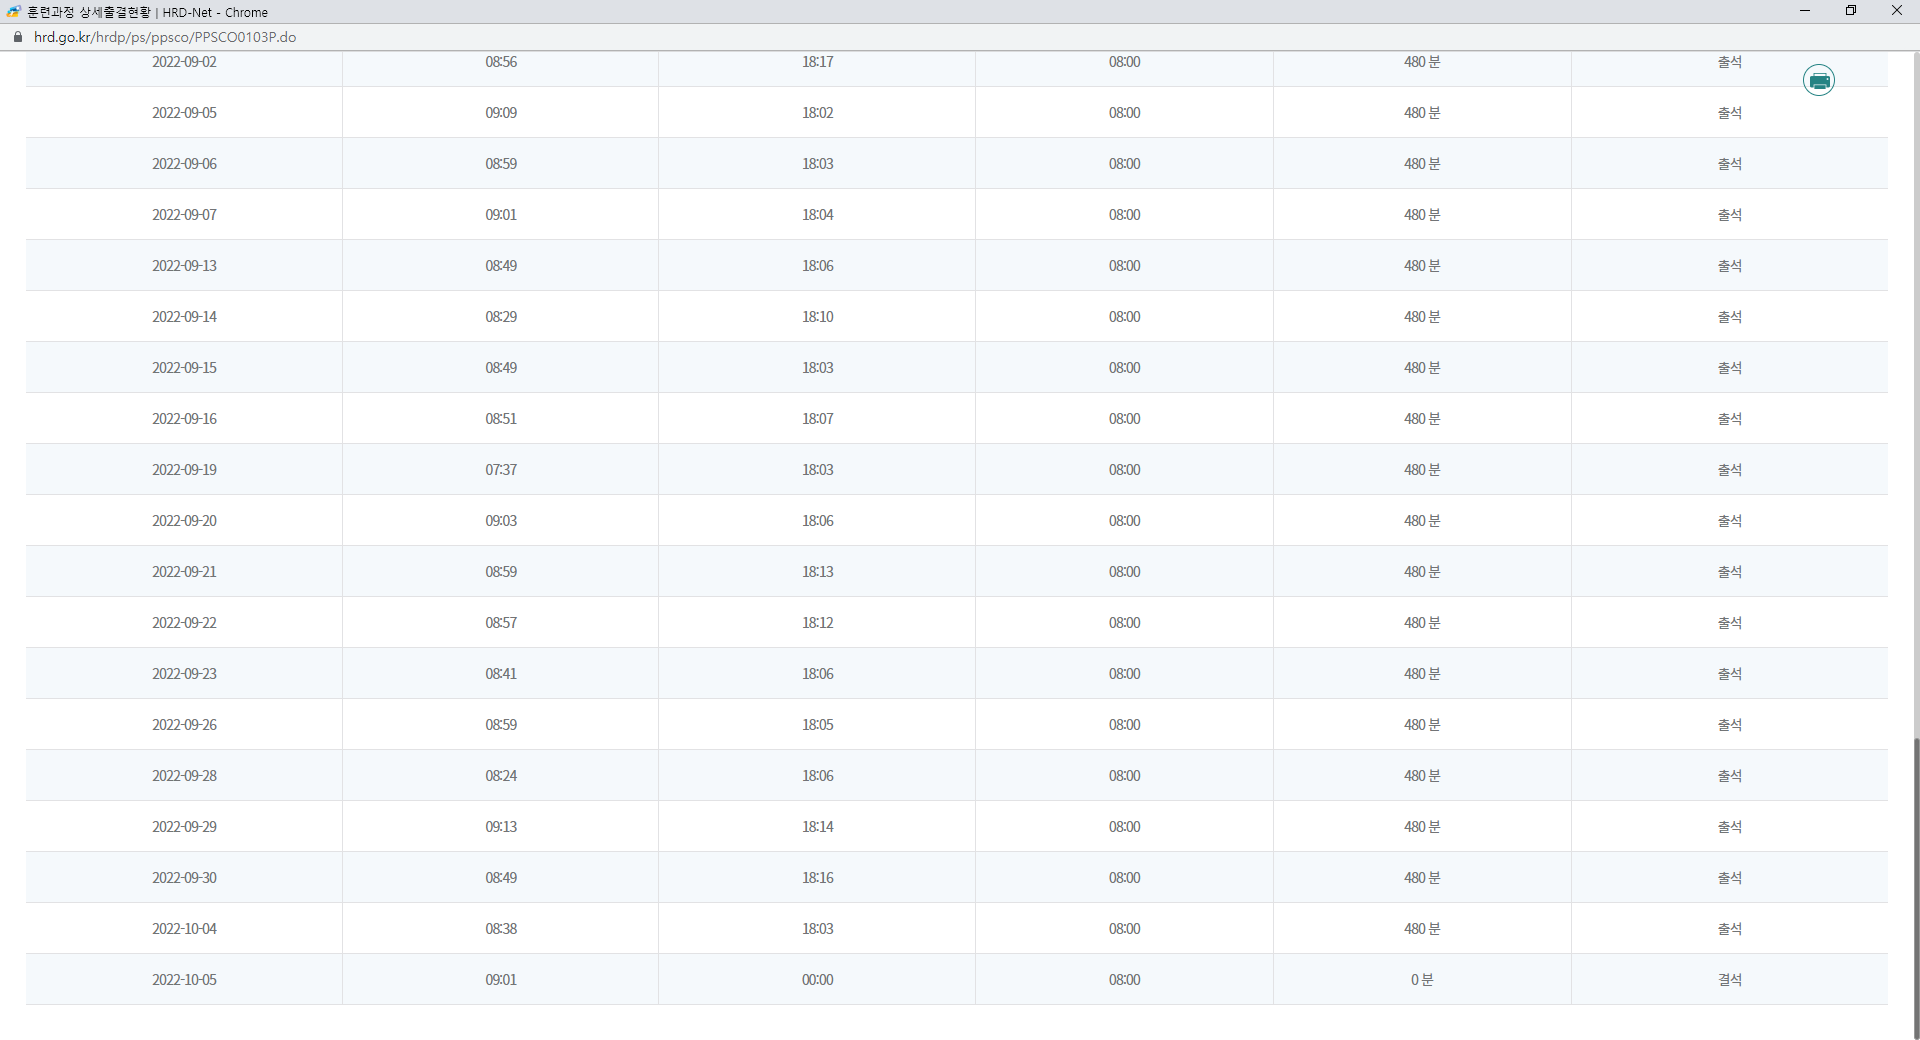 훈련과정 상세출결현황 | HRD-Net - Chrome
hrd.go.kr/hrdp/ps/ppsco/PPSCO0103P.do
2022-09-02 08:56 18:17 08:00 480 분 출석
2022-09-05 09:09 18:02 08:00 480 분 출석
2022-09-06 08:59 18:03 08:00 480 분 출석
2022-09-07 09:01 18:04 08:00 480 분 출석
2022-09-13 08:49 18:06 08:00 480 분 출석
2022-09-14 08:29 18:10 08:00 480 분 출석
2022-09-15 08:49 18:03 08:00 480 분 출석
2022-09-16 08:51 18:07 08:00 480 분 출석
2022-09-19 07:37 18:03 08:00 480 분 출석
2022-09-20 09:03 18:06 08:00 480 분 출석
2022-09-21 08:59 18:13 08:00 480 분 출석
2022-09-22 08:57 18:12 08:00 480 분 출석
2022-09-23 08:41 18:06 08:00 480 분 출석
2022-09-26 08:59 18:05 08:00 480 분 출석
2022-09-28 08:24 18:06 08:00 480 분 출석
2022-09-29 09:13 18:14 08:00 480 분 출석
2022-09-30 08:49 18:16 08:00 480 분 출석
2022-10-04 08:38 18:03 08:00 480 분 출석
2022-10-05 09:01 00:00 08:00 0 분 결석